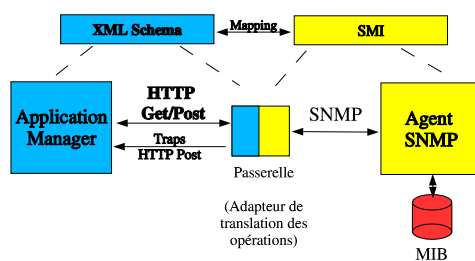 XML Schema
Mapping
SMI
Application
Manager
HTTP
Get/Post
Traps
HTTP Post
SNMP
Agent
SNMP
Passerelle
(Adapteur de
translation des
opérations)
MIB